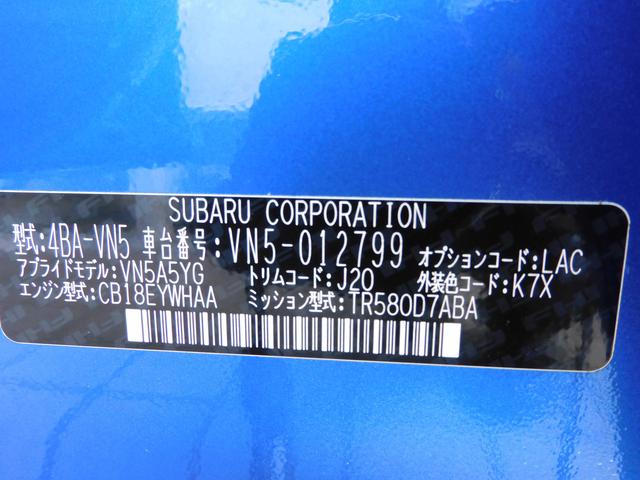 SUBARU CORPORATION
型式:4BA-VN5 車台番号:VN5-012799 オプションコード:LAC
アプライドモデル:VN5A5YG トリムコード:J20 外装色コード:K7X
エンジン型式:CB18EYWHAA ミッション型式:TR580D7ABA